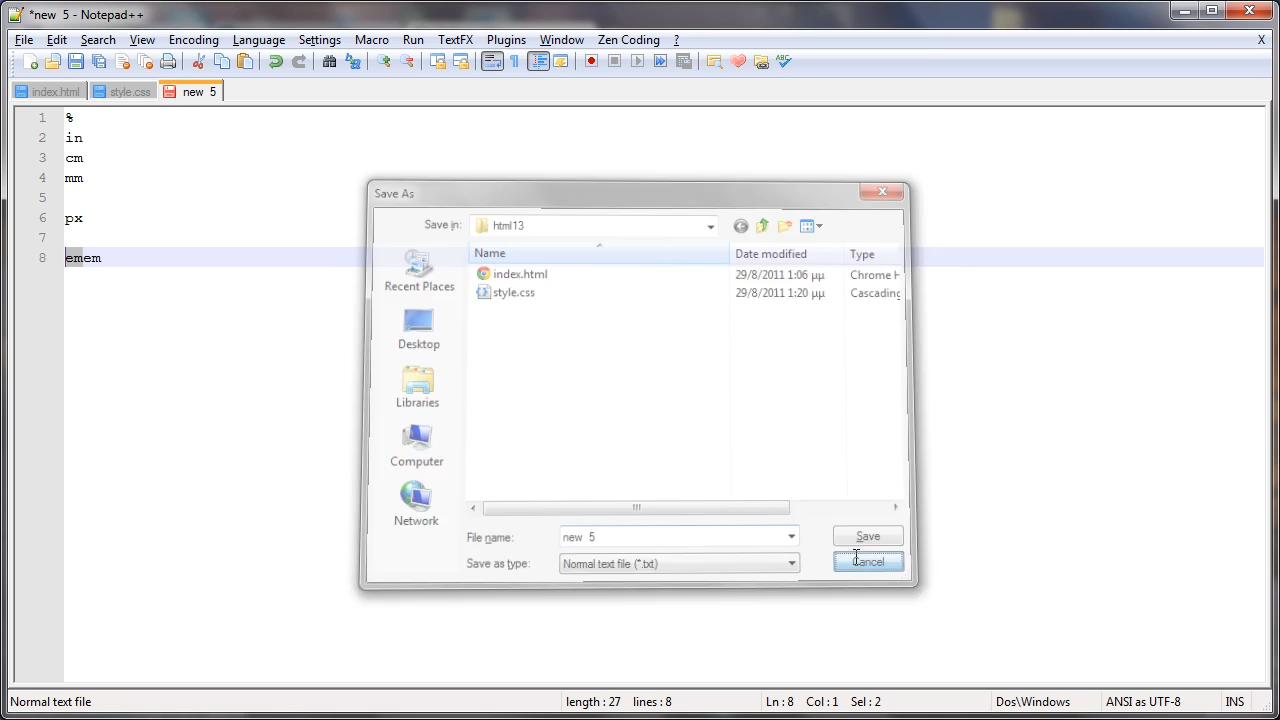 *new  5 - Notepad++
File Edit Search View Encoding Language Settings Macro Run TextFX Plugins Window Zen Coding ? X
index.html style.css new  5
1 %
2 in
3 cm
4 mm
5
6 px
7
8 emem
Save As
Save in: html13
Name Date modified Type
index.html 29/8/2011 1:06 μμ Chrome H
style.css 29/8/2011 1:20 μμ Cascading
Recent Places
Desktop
Libraries
Computer
Network
File name: new  5 Save
Save as type: Normal text file (*.txt) Cancel
Normal text file length : 27 lines : 8 Ln : 8 Col : 1 Sel : 2 Dos\Windows ANSI as UTF-8 INS